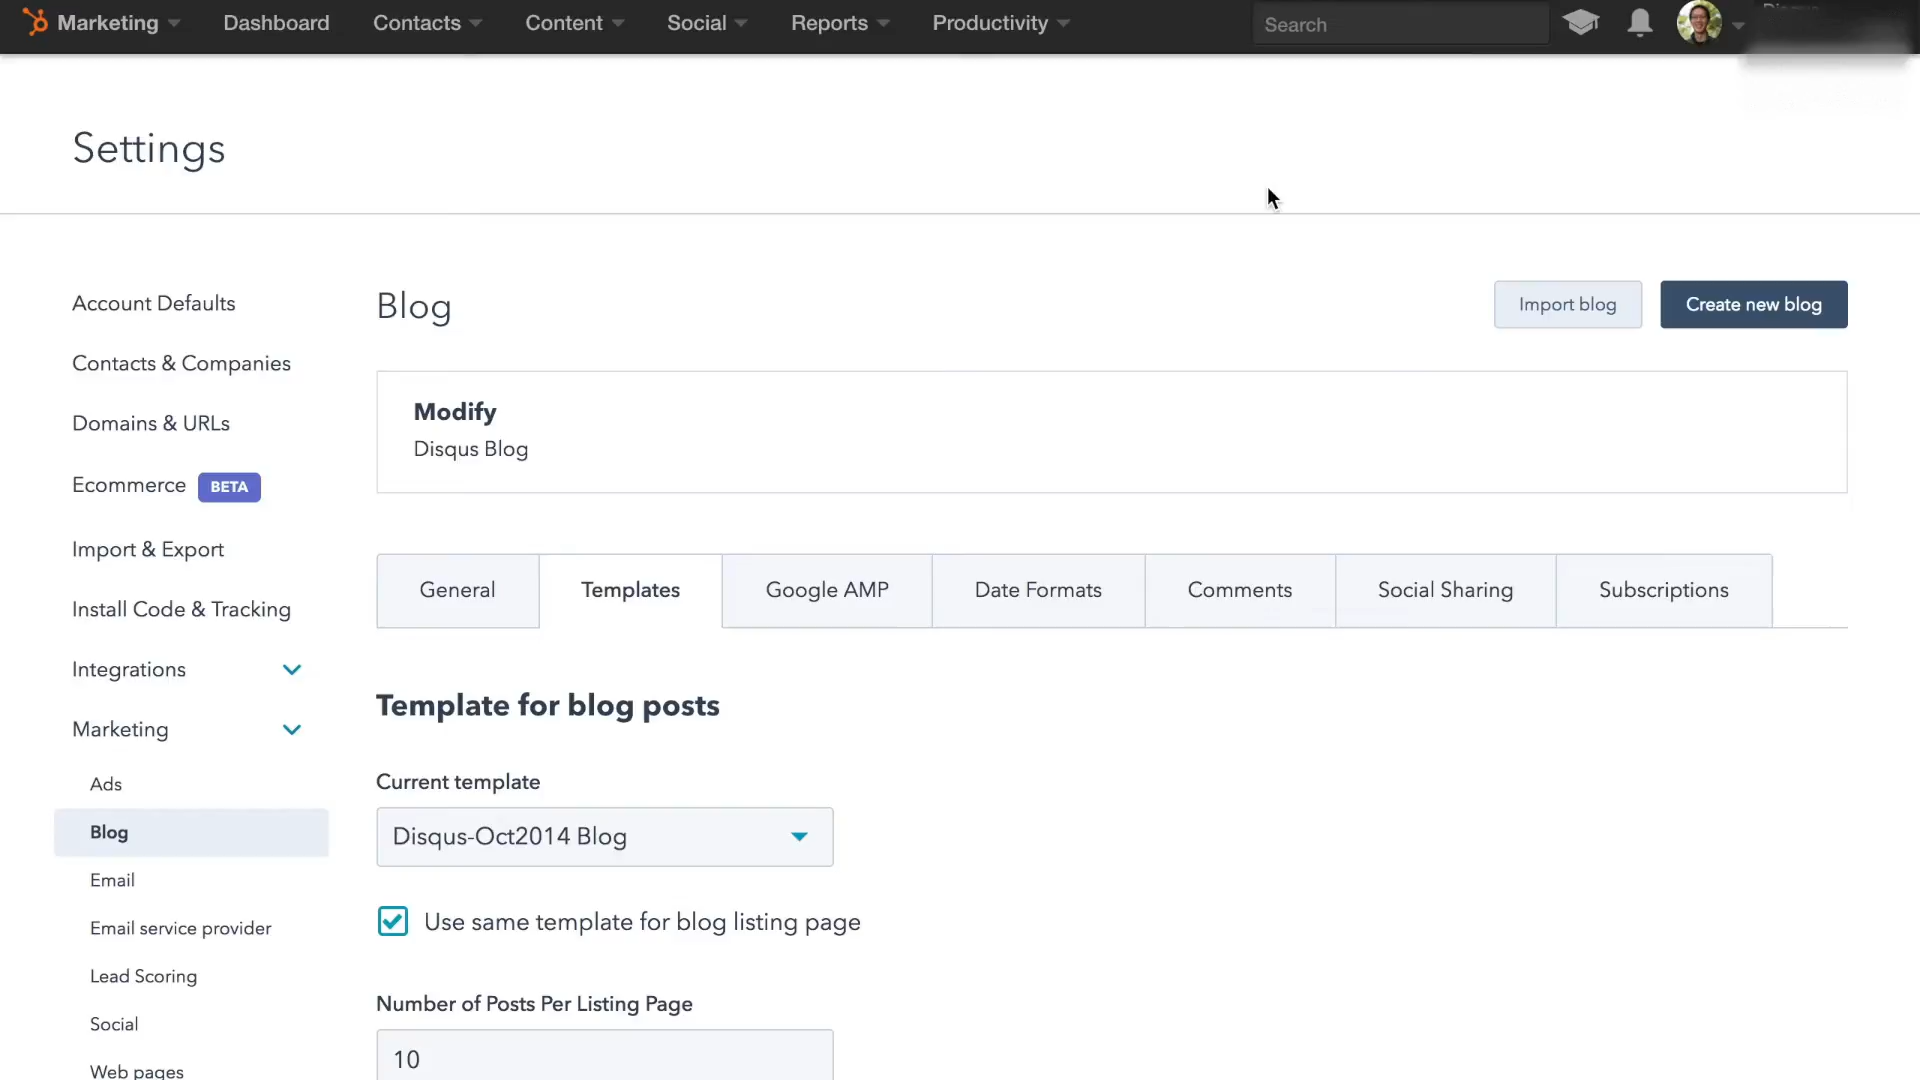 Marketing Dashboard Contacts Content Social Reports Productivity Search
Settings
Account Defaults
Contacts & Companies
Domains & URLs
Ecommerce BETA
Import & Export
Install Code & Tracking
Integrations
Marketing
Ads
Blog
Email
Email service provider
Lead Scoring
Social
Web pages
Blog
Import blog
Create new blog
Modify
Disqus Blog
General Templates Google AMP Date Formats Comments Social Sharing Subscriptions
Template for blog posts
Current template
Disqus-Oct2014 Blog
Use same template for blog listing page
Number of Posts Per Listing Page
10